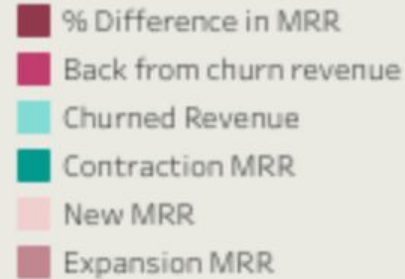 % Difference in MRR
Back from churn revenue
Churned Revenue
Contraction MRR
New MRR
Expansion MRR